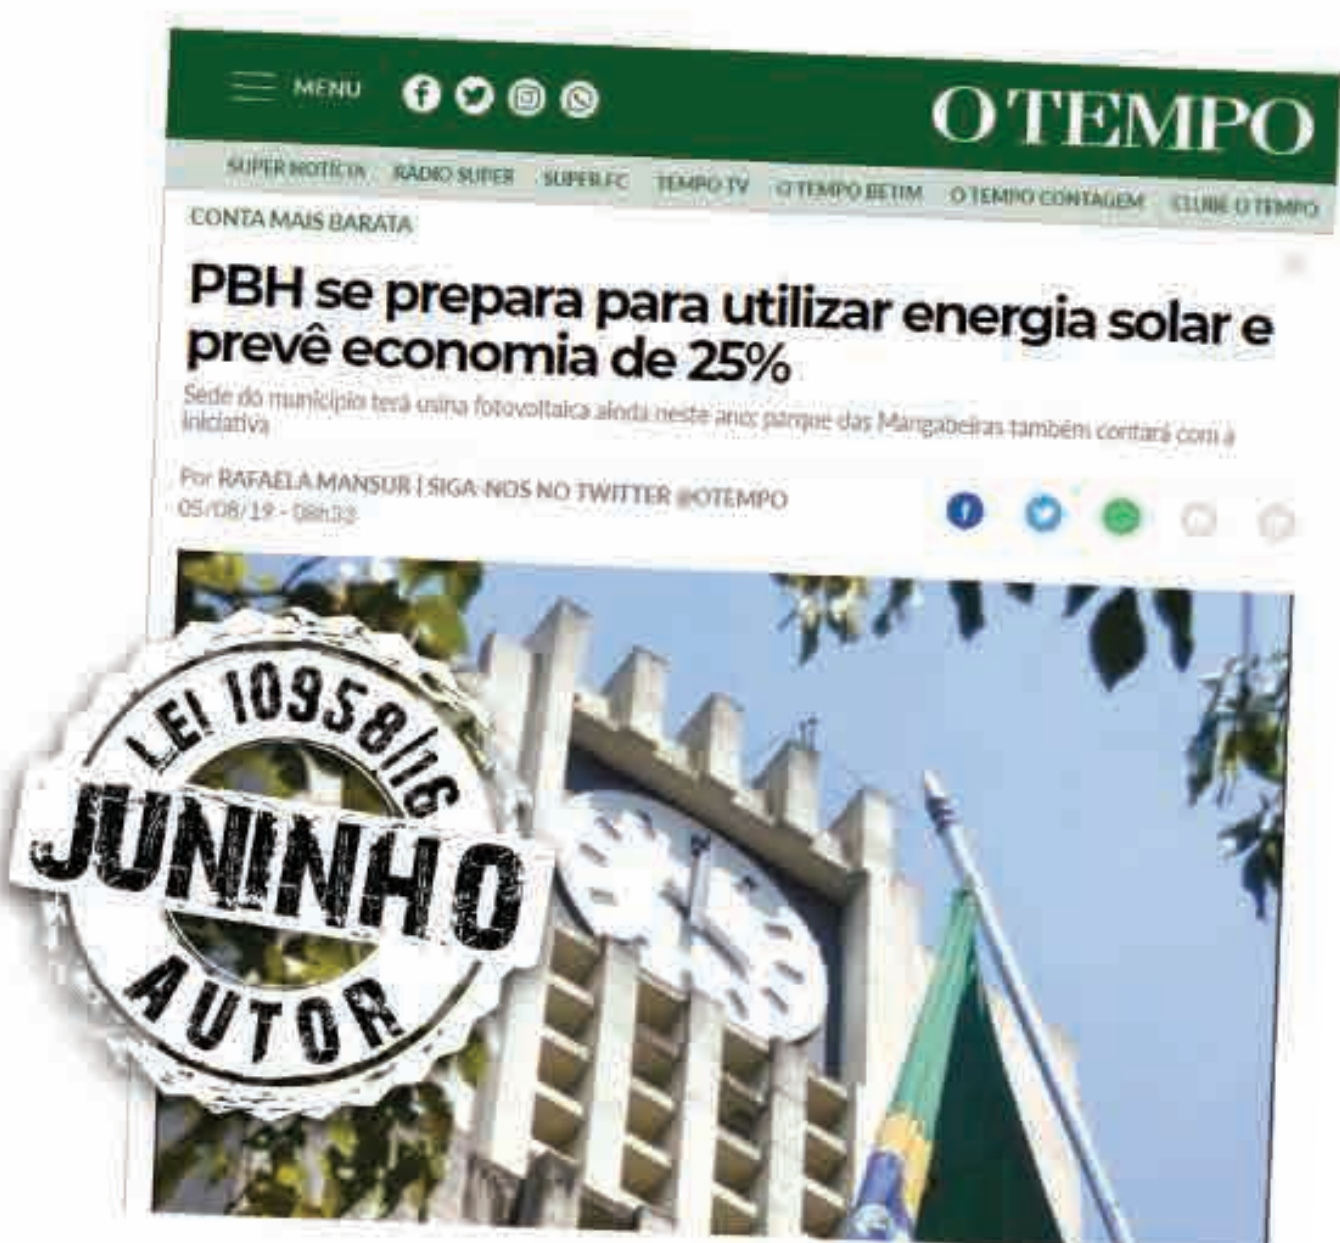 MENU
O TEMPO
SUPER NOTÍCIA RÁDIO SUPER SUPER.FC TEMPO TV O TEMPO BETIM O TEMPO CONTAGEM CLUBE O TEMPO
CONTA MAIS BARATA
PBH se prepara para utilizar energia solar e
prevê economia de 25%
Sede do município terá usina fotovoltaica ainda neste ano; parque das Mangabeiras também contará com a
iniciativa
Por RAFAELA MANSUR | SIGA-NOS NO TWITTER @OTEMPO
05/08/19 - 08h33
LEI 10958/16
JUNINHO
AUTOR